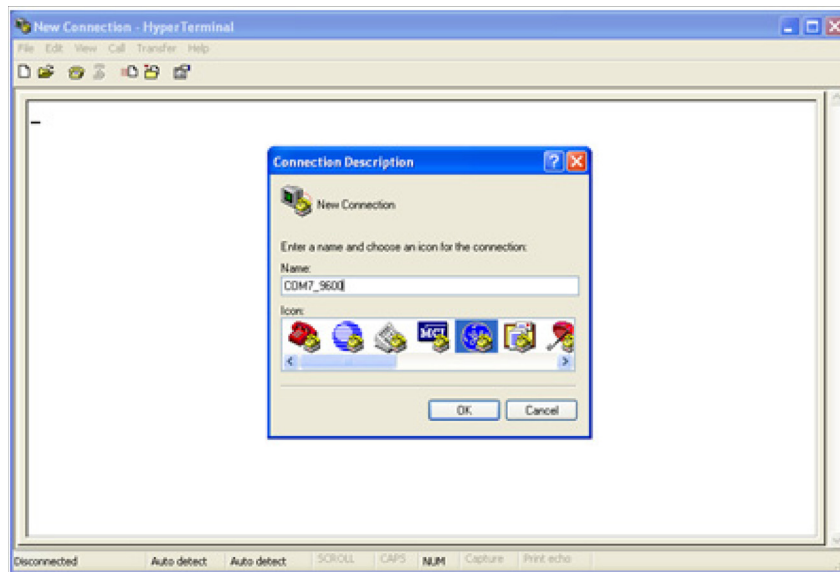 New Connection - HyperTerminal
File Edit View Call Transfer Help
Connection Description
New Connection
Enter a name and choose an icon for the connection:
Name:
COM7_9600
Icon:
MCI
OK Cancel
Disconnected Auto detect Auto detect SCROLL CAPS NUM Capture Print echo